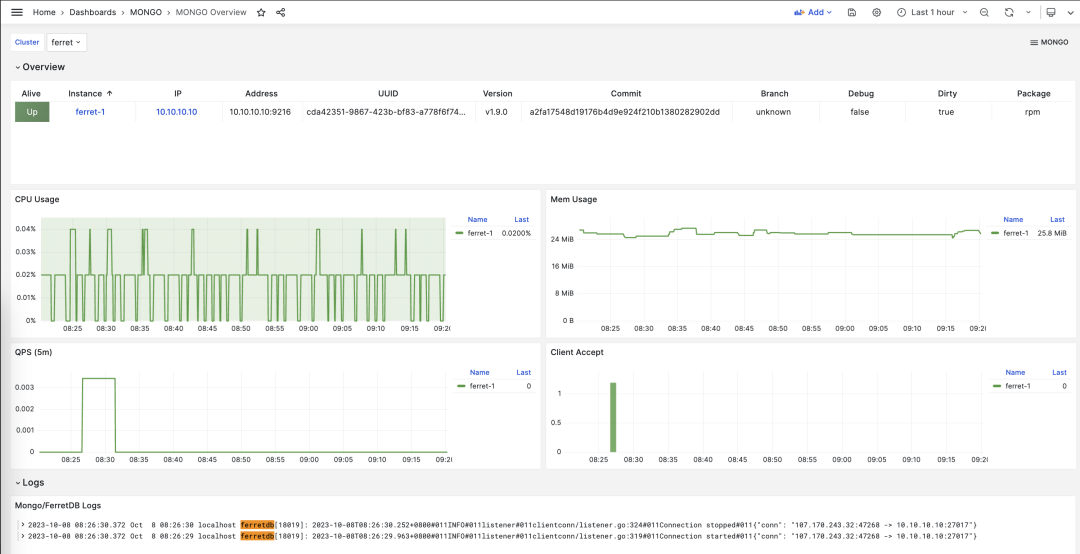 Home › Dashboards › MONGO › MONGO Overview
Add
Last 1 hour
Cluster ferret
MONGO
Overview
Alive Instance ↑ IP Address UUID Version Commit Branch Debug Dirty Package
Up ferret-1 10.10.10.10 10.10.10.10:9216 cda42351-9867-423b-bf83-a778f6f74... v1.9.0 a2fa17548d19176b4d9e924f210b1380282902dd unknown false true rpm
CPU Usage
0.04%
0.03%
0.02%
0.01%
0%
08:25 08:30 08:35 08:40 08:45 08:50 08:55 09:00 09:05 09:10 09:15 09:20
Name Last
ferret-1 0.0200%
Mem Usage
24 MiB
16 MiB
8 MiB
0 B
08:25 08:30 08:35 08:40 08:45 08:50 08:55 09:00 09:05 09:10 09:15 09:20
Name Last
ferret-1 25.8 MiB
QPS (5m)
0.003
0.002
0.001
0
08:25 08:30 08:35 08:40 08:45 08:50 08:55 09:00 09:05 09:10 09:15 09:20
Name Last
ferret-1 0
Client Accept
1
0.5
0
08:25 08:30 08:35 08:40 08:45 08:50 08:55 09:00 09:05 09:10 09:15 09:20
Name Last
ferret-1 0
Logs
Mongo/FerretDB Logs
2023-10-08 08:26:30.372 Oct 8 08:26:30 localhost ferretdb[18019]: 2023-10-08T08:26:30.252+0800#011INFO#011listener#011clientconn/listener.go:324#011Connection stopped#011{"conn": "107.170.243.32:47268 -> 10.10.10.10:27017"}
2023-10-08 08:26:30.372 Oct 8 08:26:29 localhost ferretdb[18019]: 2023-10-08T08:26:29.963+0800#011INFO#011listener#011clientconn/listener.go:319#011Connection started#011{"conn": "107.170.243.32:47268 -> 10.10.10.10:27017"}